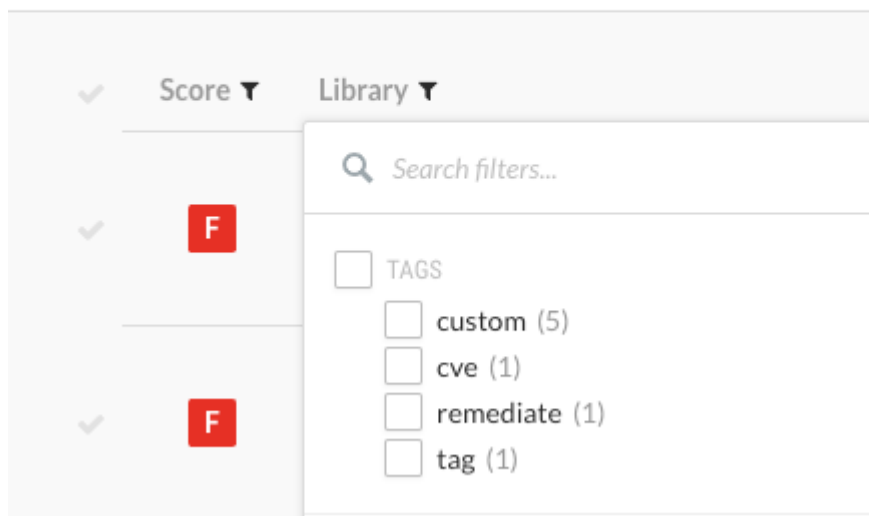 Score Library
Search filters...
F
TAGS
custom (5)
cve (1)
remediate (1)
F
tag (1)